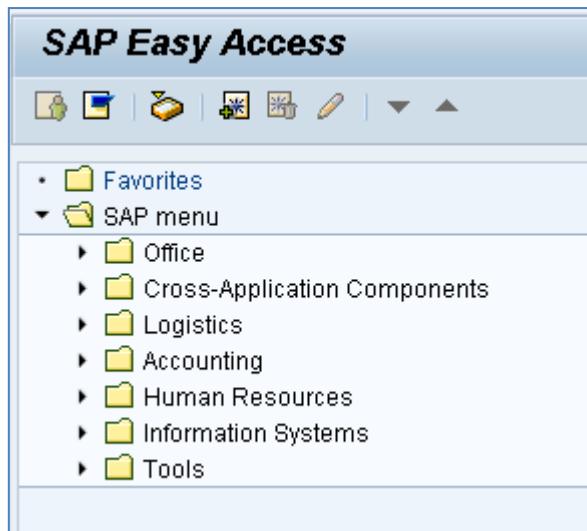 SAP Easy Access
Favorites
SAP menu
Office
Cross-Application Components
Logistics
Accounting
Human Resources
Information Systems
Tools